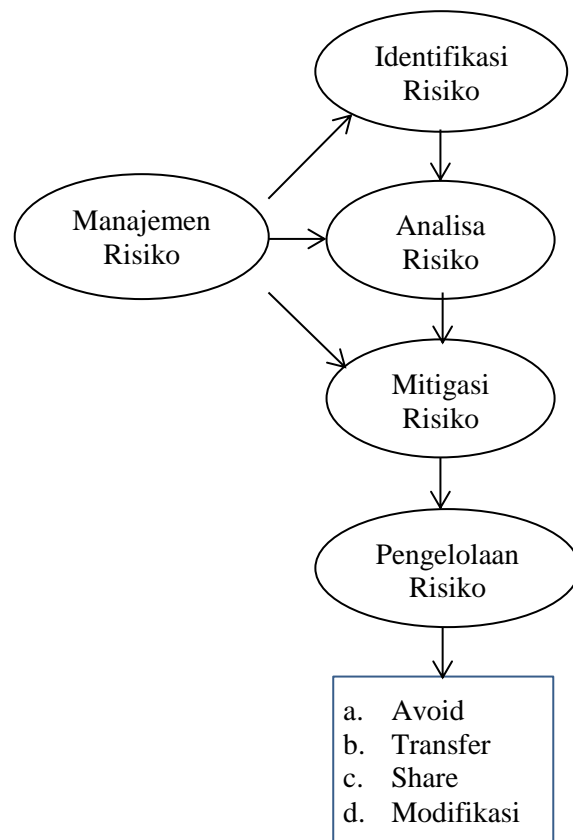 Identifikasi
Risiko
Manajemen
Risiko
Analisa
Risiko
Mitigasi
Risiko
Pengelolaan
Risiko
a. Avoid
b. Transfer
c. Share
d. Modifikasi